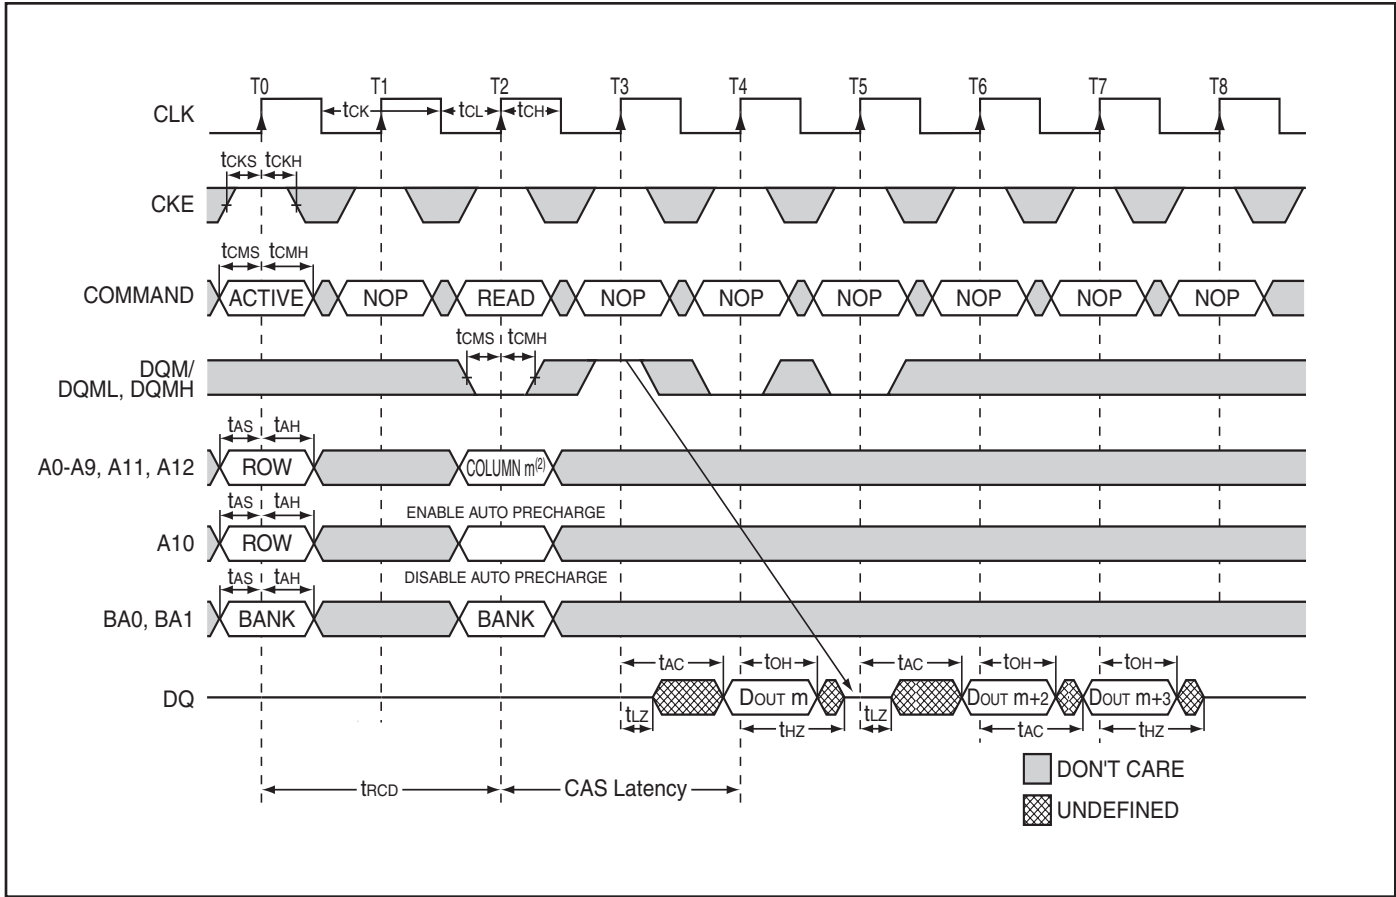 T0 T1 T2 T3 T4 T5 T6 T7 T8
CLK
tCK tCL tCH
tCKS tCKH
CKE
tCMS tCMH
COMMAND ACTIVE NOP READ NOP NOP NOP NOP NOP NOP
tCMS tCMH
DQM/
DQML, DQMH
tAS tAH
A0-A9, A11, A12 ROW COLUMN m(2)
tAS tAH ENABLE AUTO PRECHARGE
A10 ROW
DISABLE AUTO PRECHARGE
tAS tAH
BA0, BA1 BANK BANK
tAC tOH tAC tOH tOH
DQ DOUT m DOUT m+2 DOUT m+3
tLZ tHZ tLZ tAC tHZ
DON'T CARE
tRCD CAS Latency
UNDEFINED